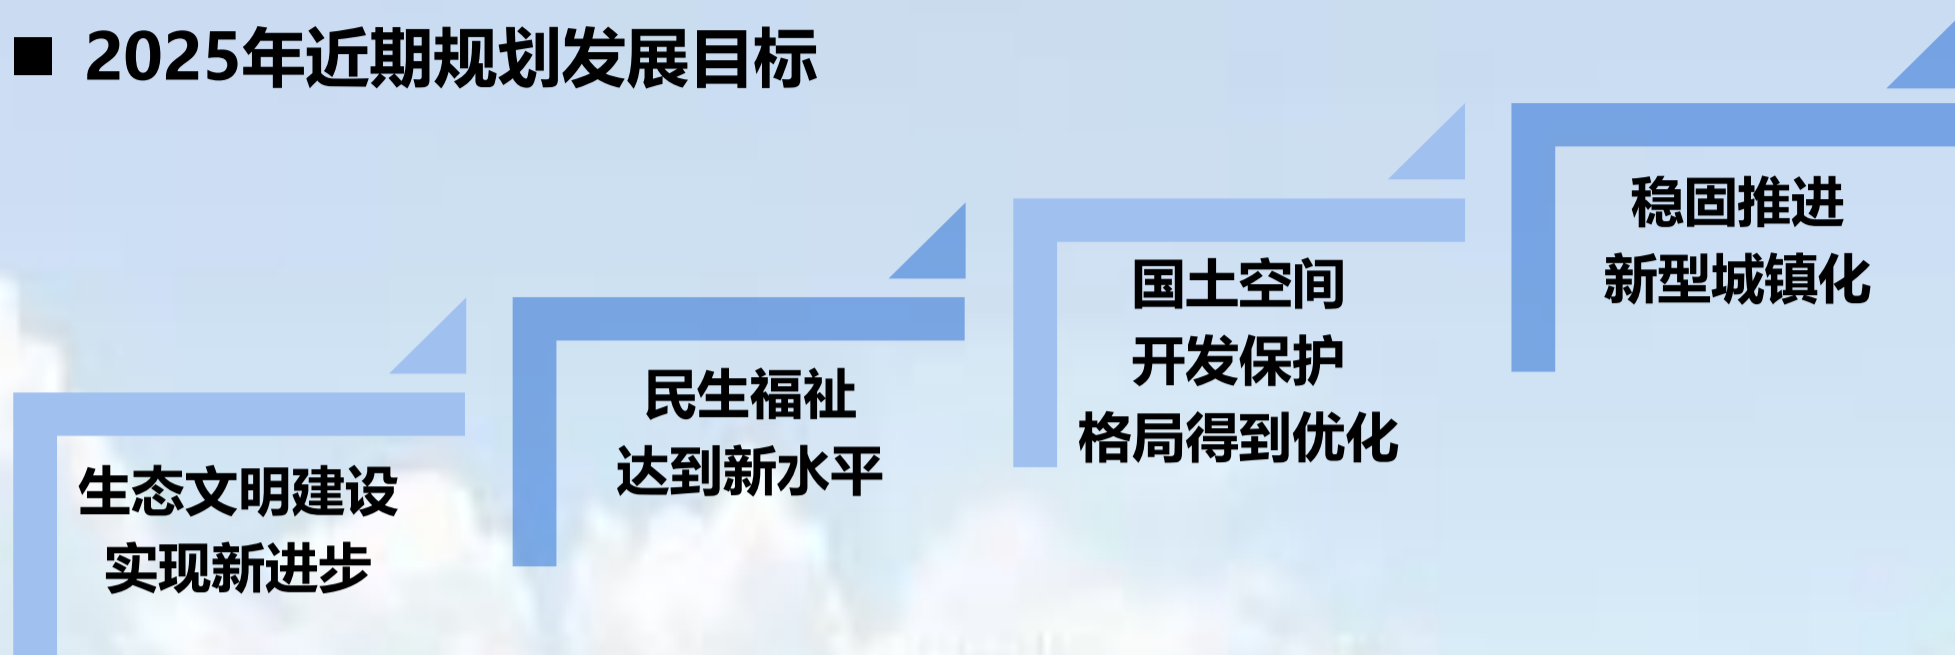 ■ 2025年近期规划发展目标
生态文明建设
实现新进步
民生福祉
达到新水平
国土空间
开发保护
格局得到优化
稳固推进
新型城镇化